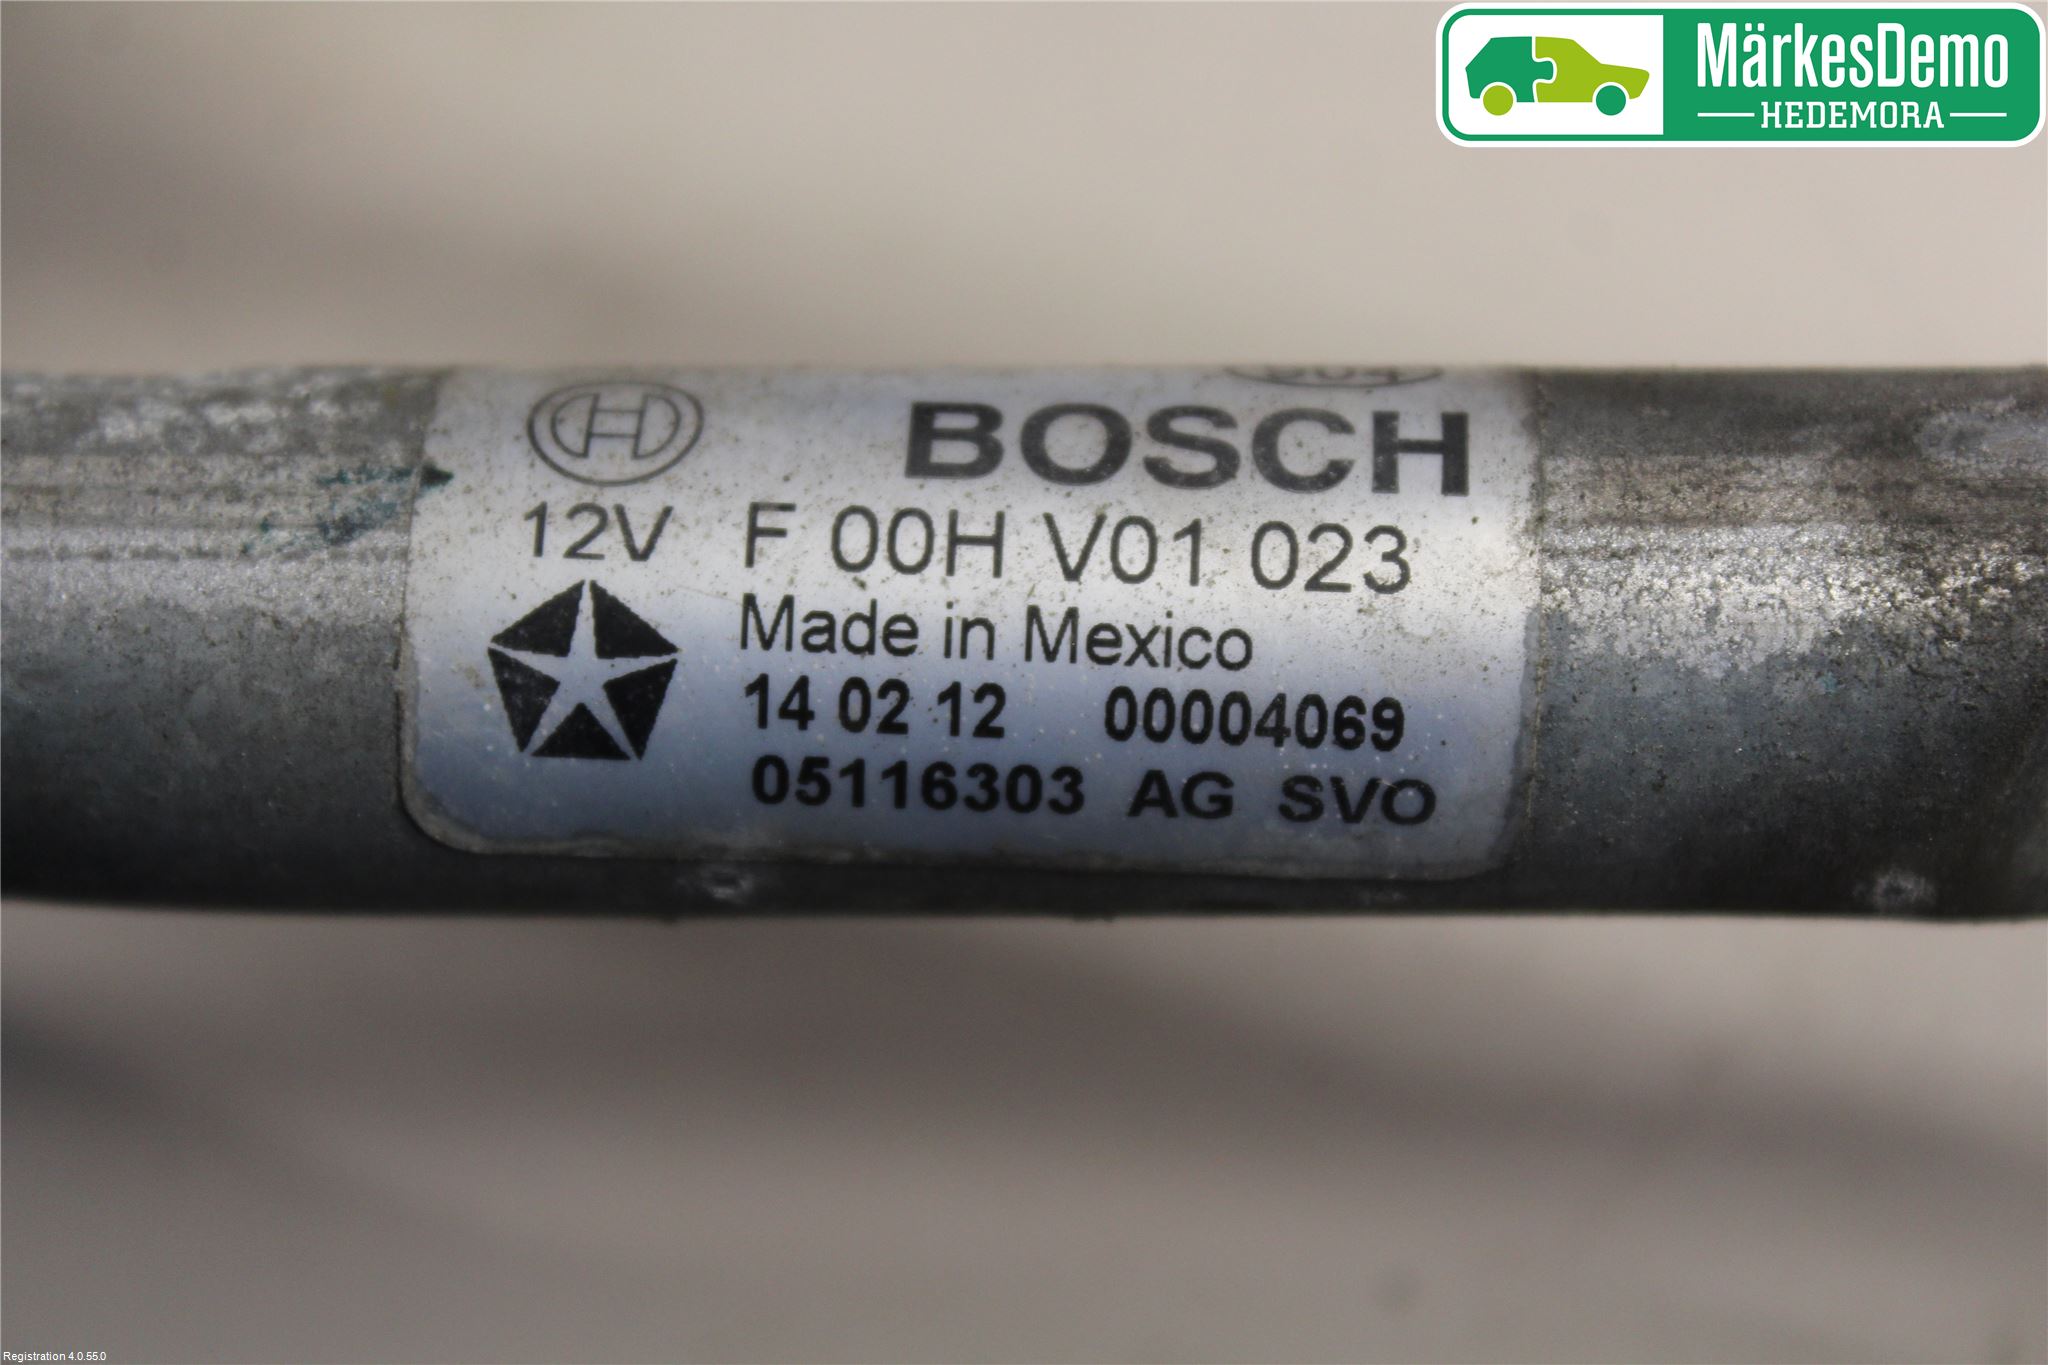 MärkesDemo
HEDEMORA
BOSCH
12V F 00H V01 023
Made in Mexico
14 02 12 00004069
05116303 AG SVO
Registration 4.0.55.0